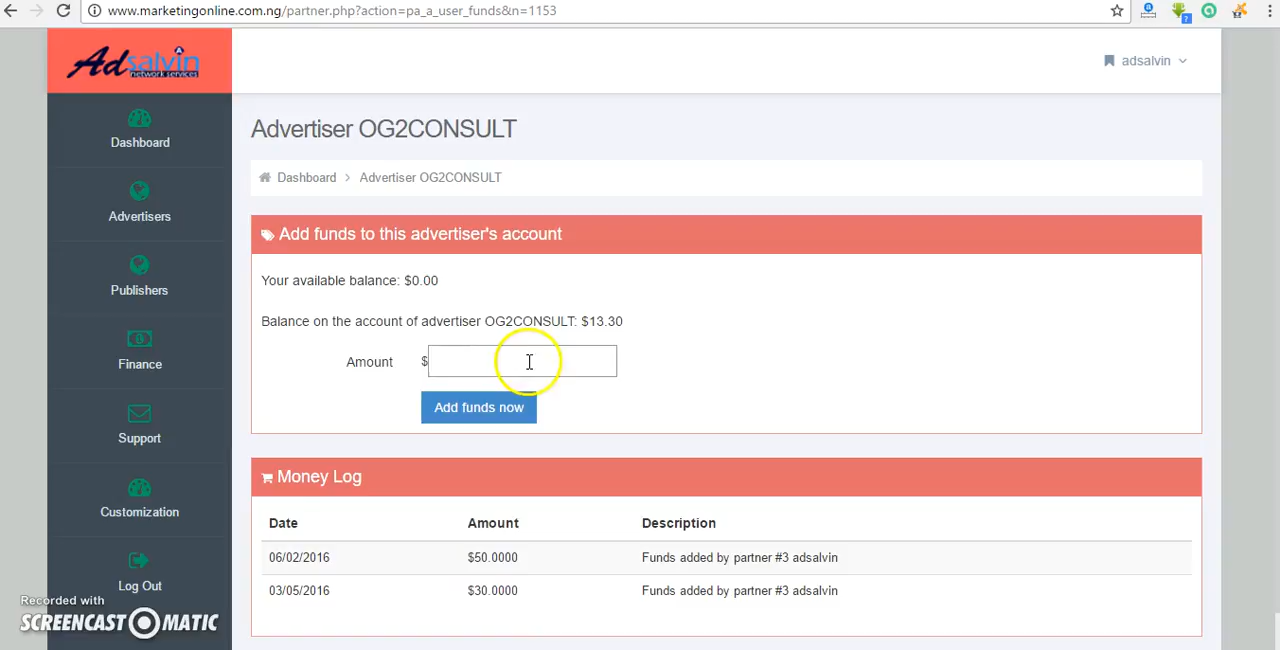 www.marketingonline.com.ng/partner.php?action=pa_a_user_funds&n=1153
?
Adsalvin
network services
adsalvin
Dashboard
Advertisers
Publishers
Finance
Support
Customization
Log Out
Advertiser OG2CONSULT
Dashboard > Advertiser OG2CONSULT
Add funds to this advertiser's account
Your available balance: $0.00
Balance on the account of advertiser OG2CONSULT: $13.30
Amount $
Add funds now
Money Log
Date Amount Description
06/02/2016 $50.0000 Funds added by partner #3 adsalvin
03/05/2016 $30.0000 Funds added by partner #3 adsalvin
Recorded with
SCREENCAST-O-MATIC